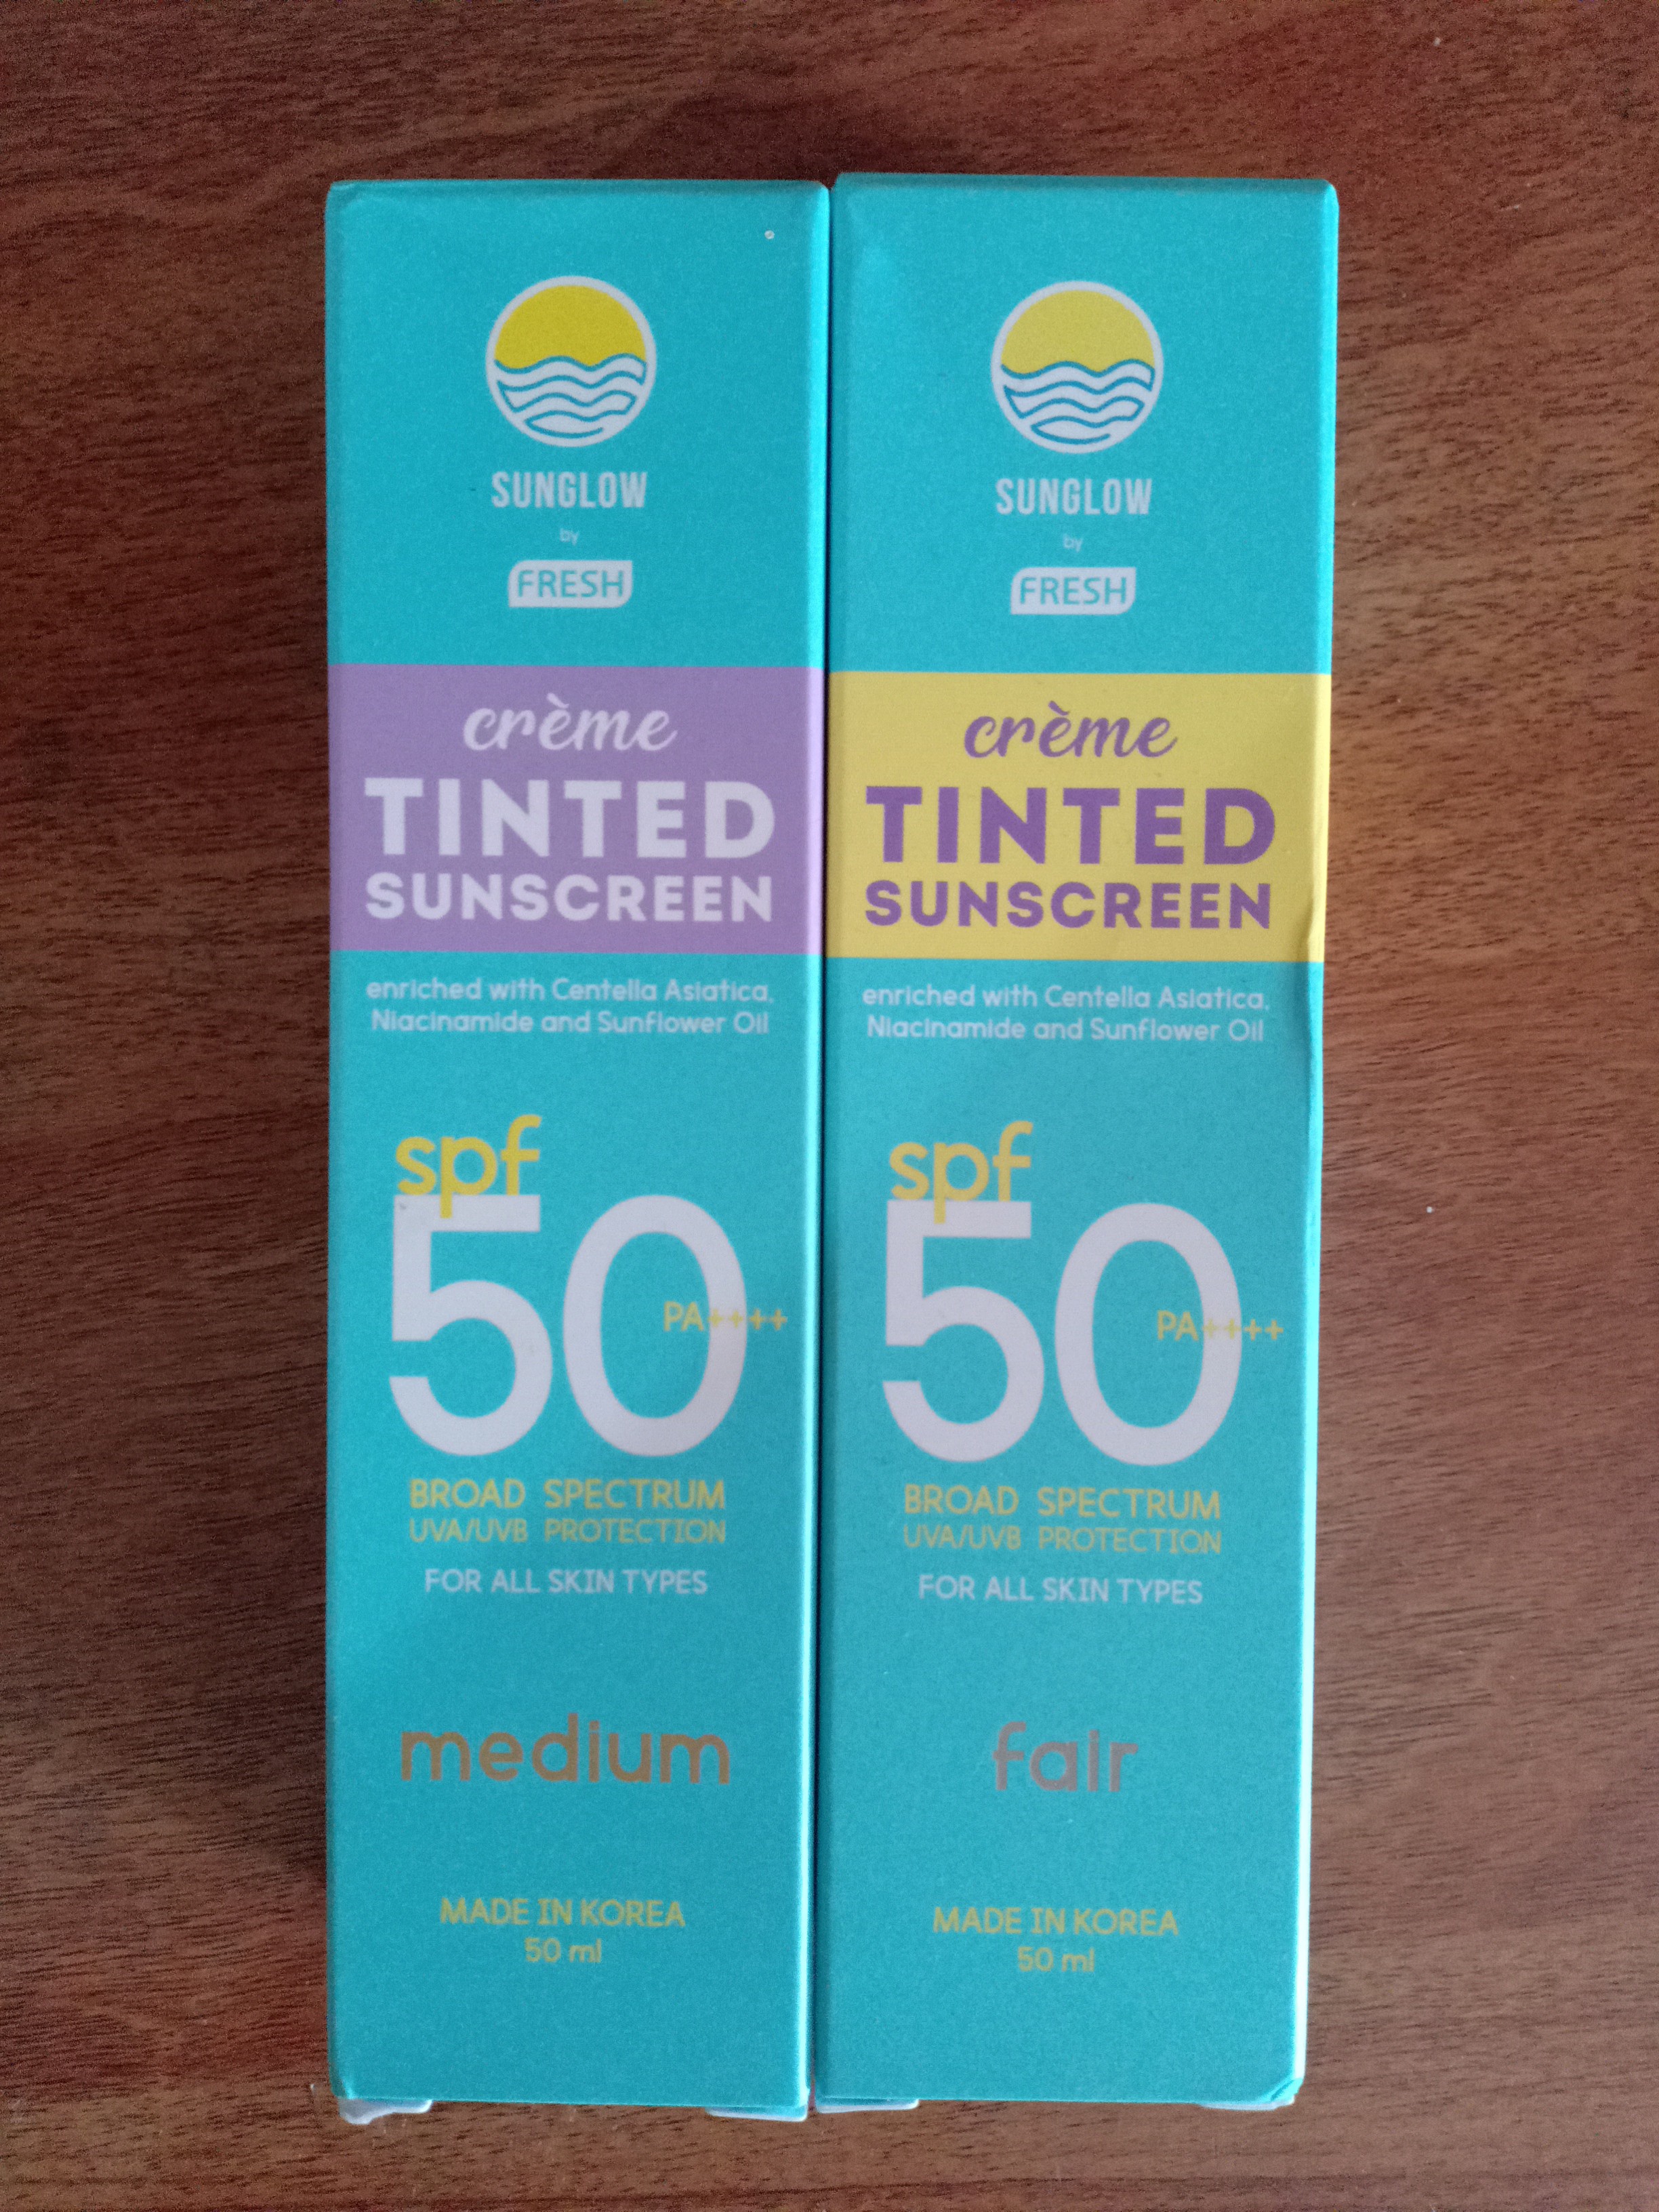 SUNGLOW
by
FRESH
crème
TINTED
SUNSCREEN
enriched with Centella Asiatica,
Niacinamide and Sunflower Oil
spf
50
PA++++
BROAD SPECTRUM
UVA/UVB PROTECTION
FOR ALL SKIN TYPES
medium
MADE IN KOREA
50 ml
SUNGLOW
by
FRESH
crème
TINTED
SUNSCREEN
enriched with Centella Asiatica,
Niacinamide and Sunflower Oil
spf
50
PA++++
BROAD SPECTRUM
UVA/UVB PROTECTION
FOR ALL SKIN TYPES
fair
MADE IN KOREA
50 ml